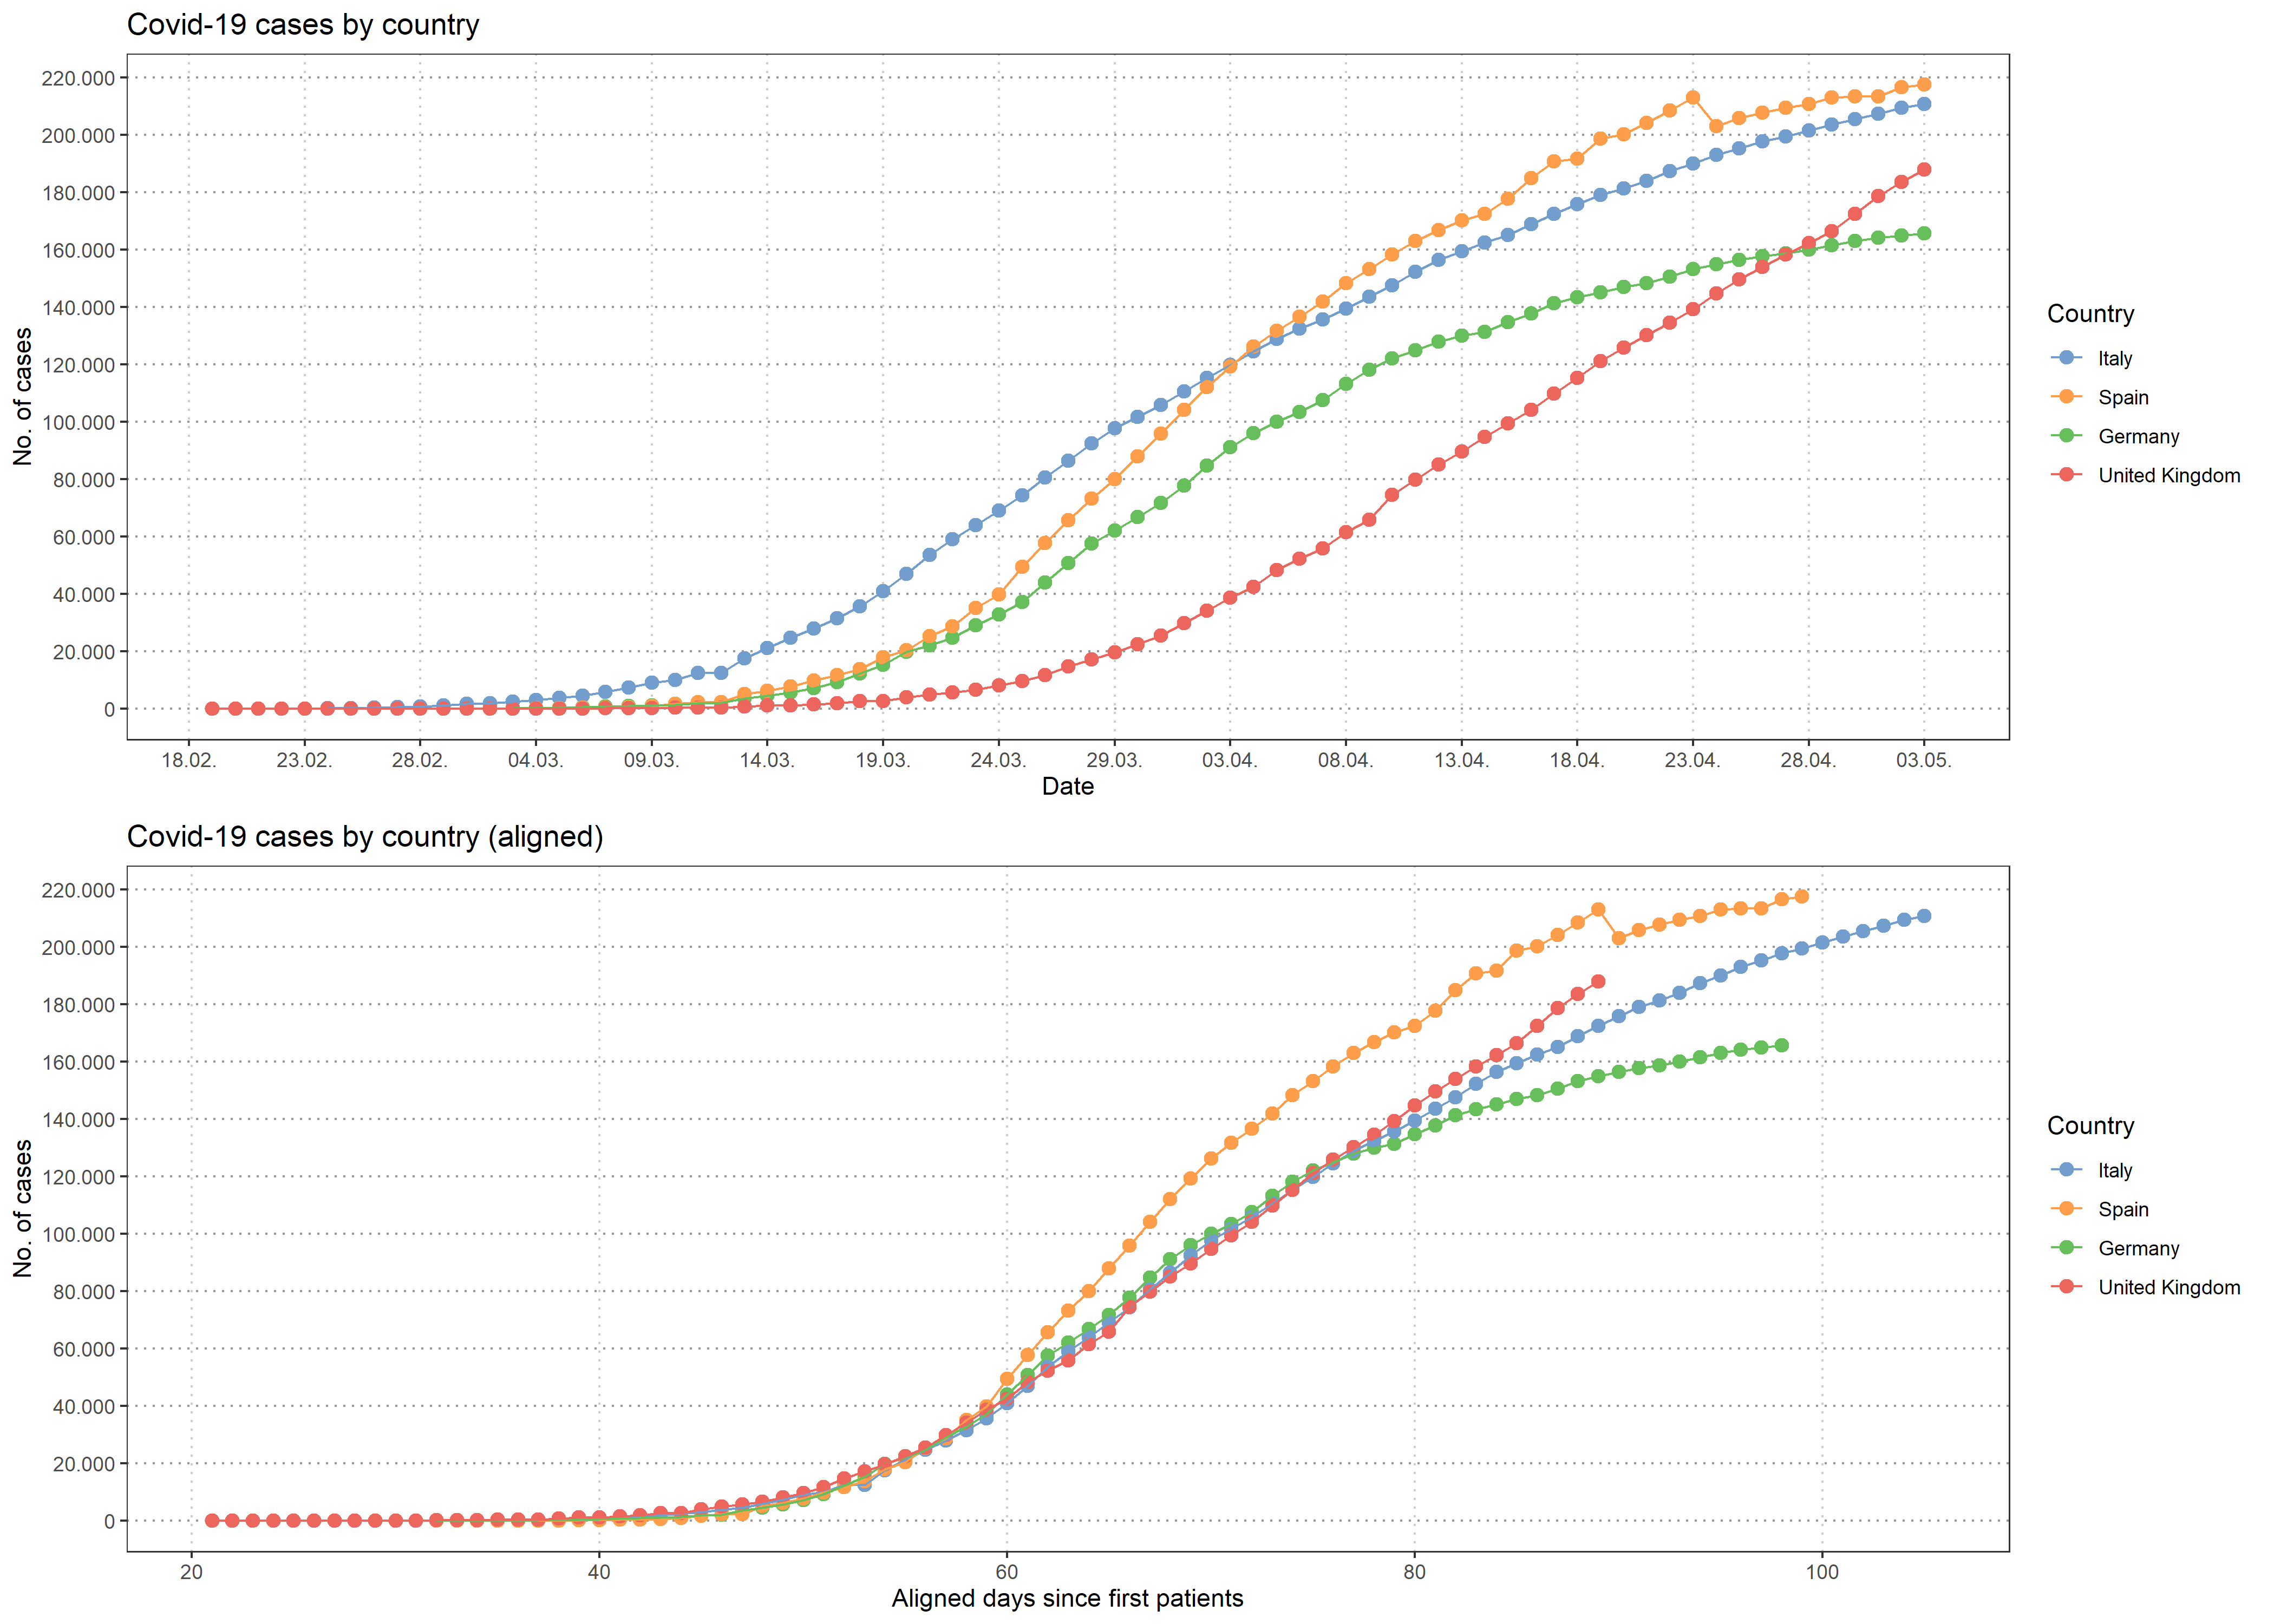 Covid-19 cases by country
220.000
200.000
180.000
160.000
140.000
120.000
100.000
80.000
60.000
40.000
20.000
0
No. of cases
18.02. 23.02. 28.02. 04.03. 09.03. 14.03. 19.03. 24.03. 29.03. 03.04. 08.04. 13.04. 18.04. 23.04. 28.04. 03.05.
Date
Country
Italy
Spain
Germany
United Kingdom
Covid-19 cases by country (aligned)
220.000
200.000
180.000
160.000
140.000
120.000
100.000
80.000
60.000
40.000
20.000
0
No. of cases
20 40 60 80 100
Aligned days since first patients
Country
Italy
Spain
Germany
United Kingdom